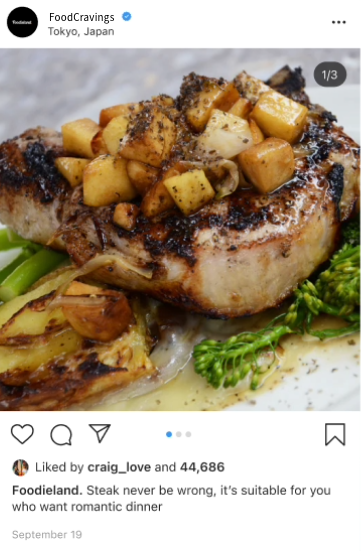 FoodCravings
Foodieland.
Tokyo, Japan
1/3
Liked by craig_love and 44,686
Foodieland. Steak never be wrong, it's suitable for you
who want romantic dinner
September 19